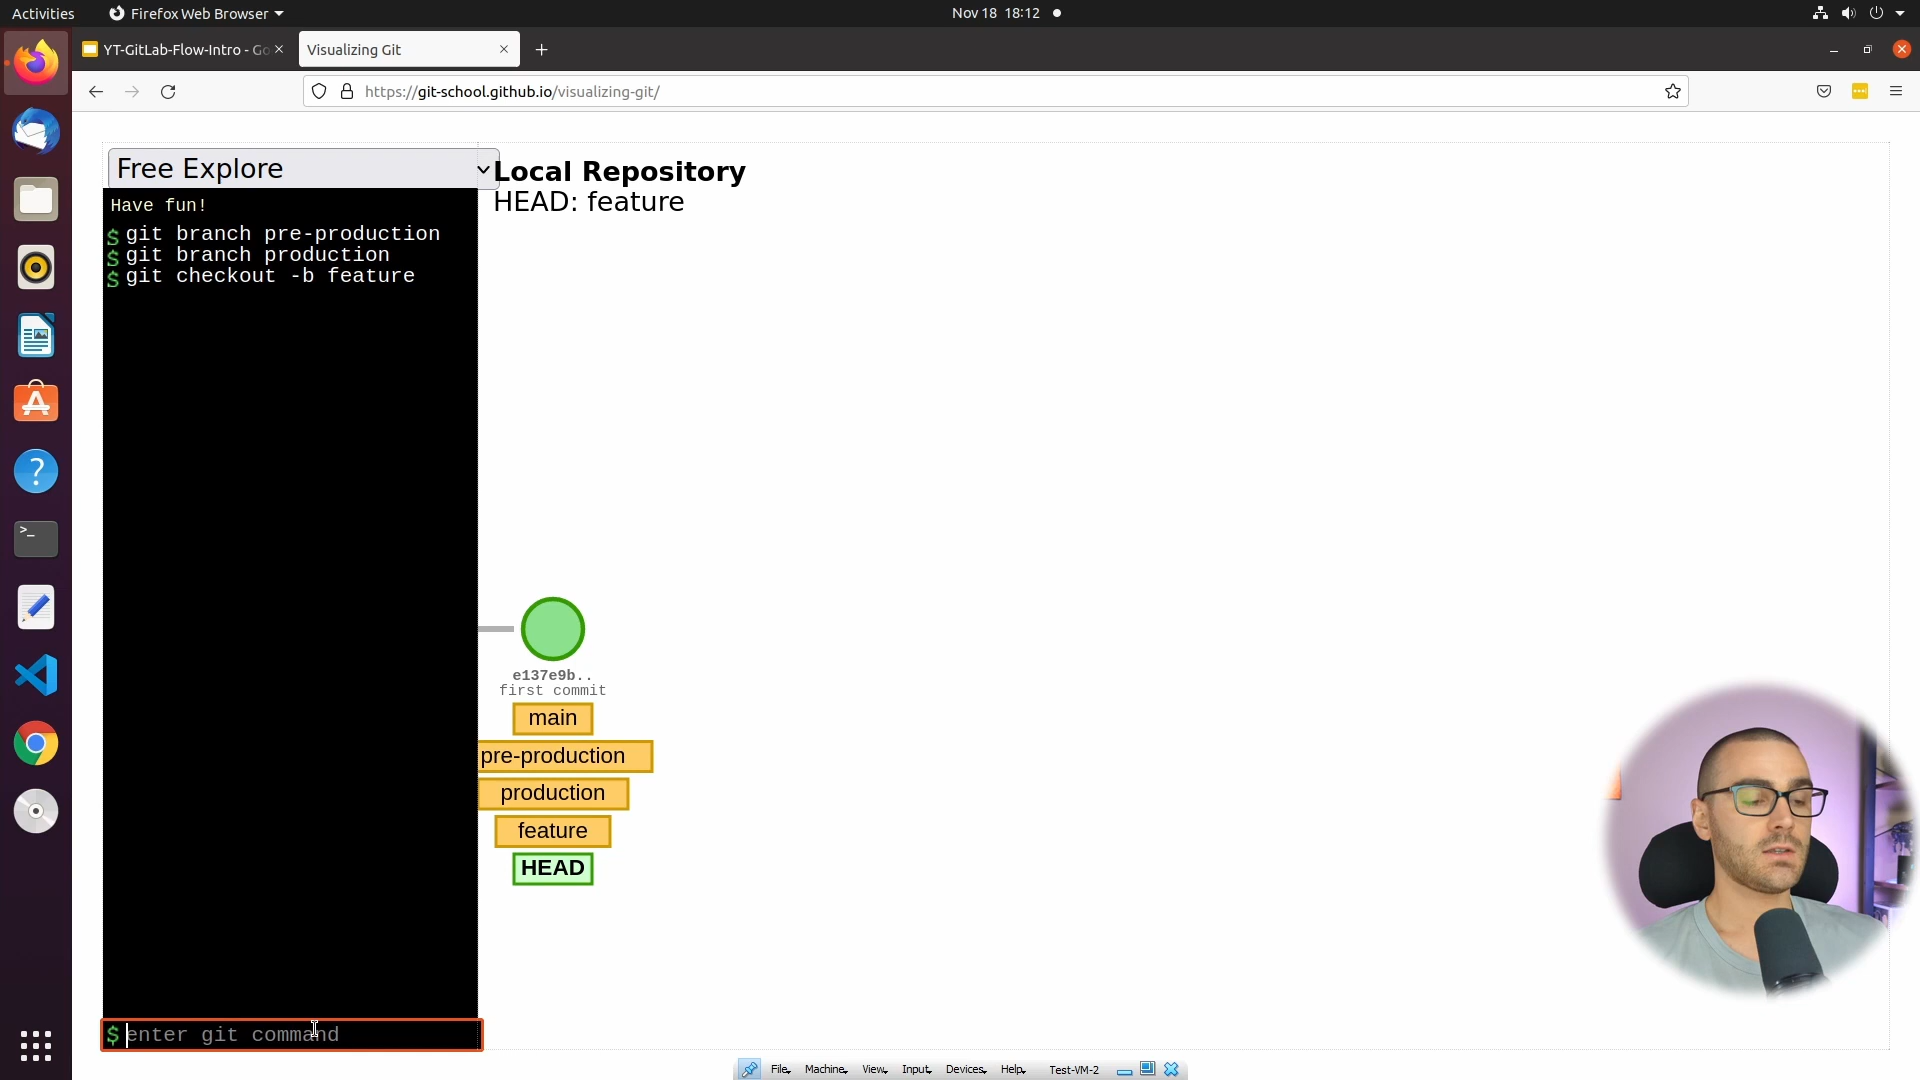 Activities
Firefox Web Browser
Nov 18 18:12
YT-GitLab-Flow-Intro - Go
Visualizing Git
https://git-school.github.io/visualizing-git/
Free Explore
Have fun!
$ git branch pre-production
$ git branch production
$ git checkout -b feature
$ enter git command
Local Repository
HEAD: feature
e137e9b..
first commit
main
pre-production
production
feature
HEAD
File
Machine
View
Input
Devices
Help
Test-VM-2